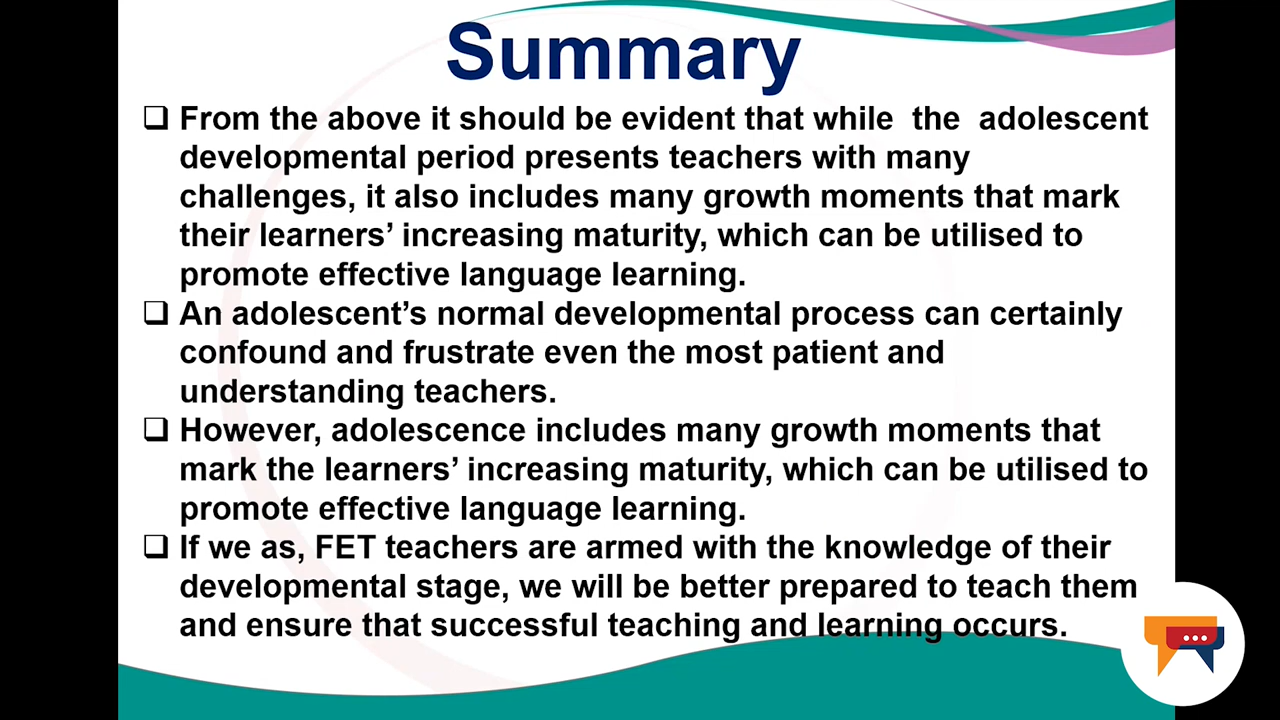 Summary
❑ From the above it should be evident that while the adolescent
developmental period presents teachers with many
challenges, it also includes many growth moments that mark
their learners’ increasing maturity, which can be utilised to
promote effective language learning.
❑ An adolescent’s normal developmental process can certainly
confound and frustrate even the most patient and
understanding teachers.
❑ However, adolescence includes many growth moments that
mark the learners’ increasing maturity, which can be utilised to
promote effective language learning.
❑ If we as, FET teachers are armed with the knowledge of their
developmental stage, we will be better prepared to teach them
and ensure that successful teaching and learning occurs.